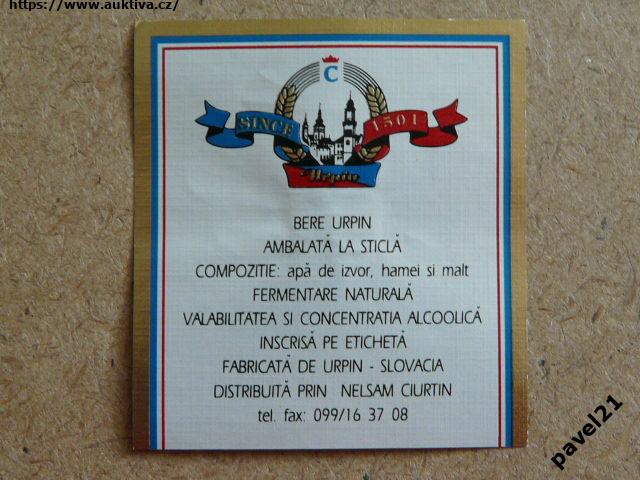 https://www.auktiva.cz/
C
SINCE 1501
Urpin
BERE URPIN
AMBALATĂ LA STICLĂ
COMPOZITIE: apă de izvor, hamei si malt
FERMENTARE NATURALĂ
VALABILITATEA SI CONCENTRATIA ALCOOLICĂ
INSCRISĂ PE ETICHETĂ
FABRICATĂ DE URPIN - SLOVACIA
DISTRIBUITĂ PRIN NELSAM CIURTIN
tel. fax: 099/16 37 08
pavel21